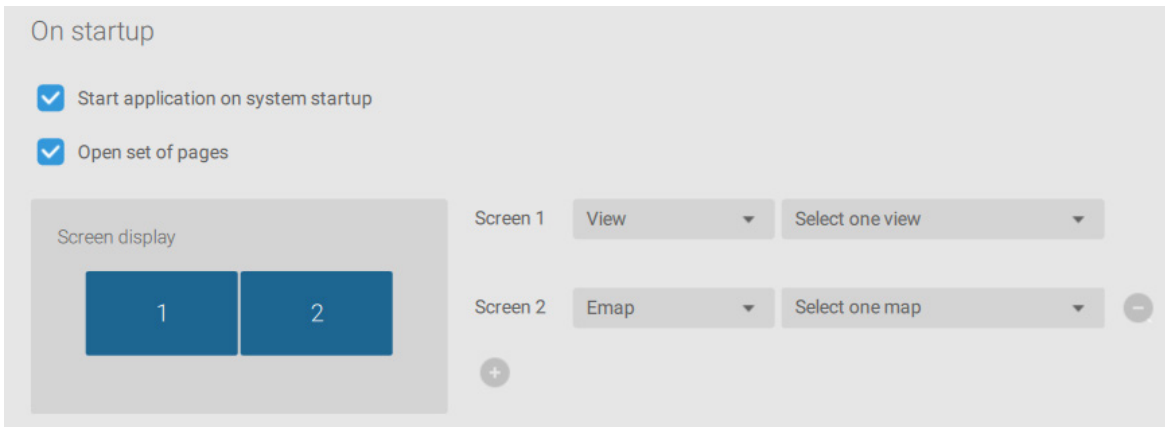 On startup
Start application on system startup
Open set of pages
Screen display
1 2
Screen 1 View Select one view
Screen 2 Emap Select one map